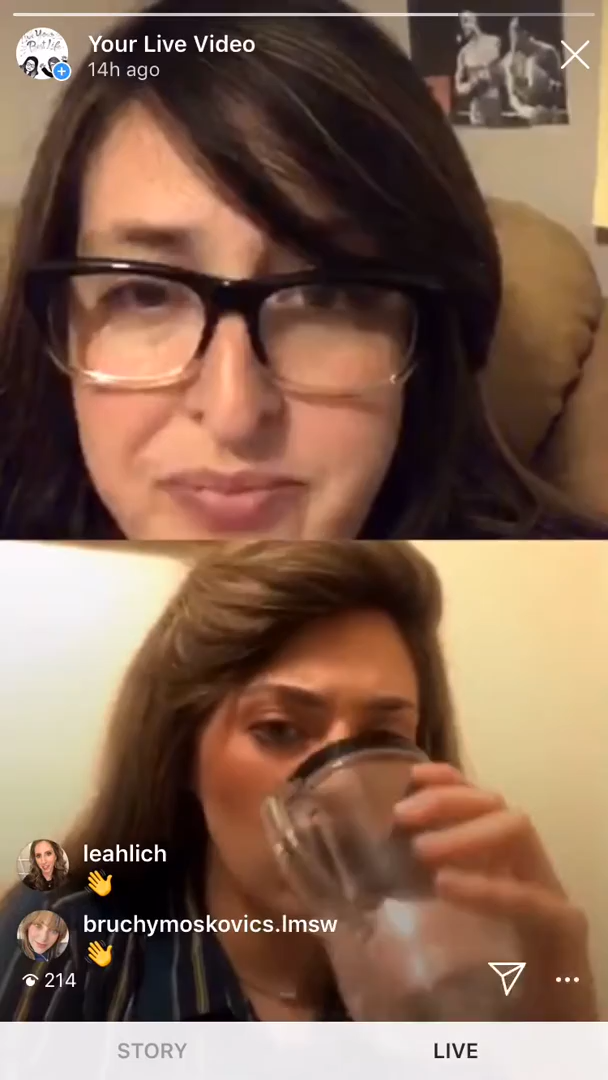 Your Live Video
14h ago
leahlich
👋
bruchymoskovics.lmsw
👋
214
STORY LIVE